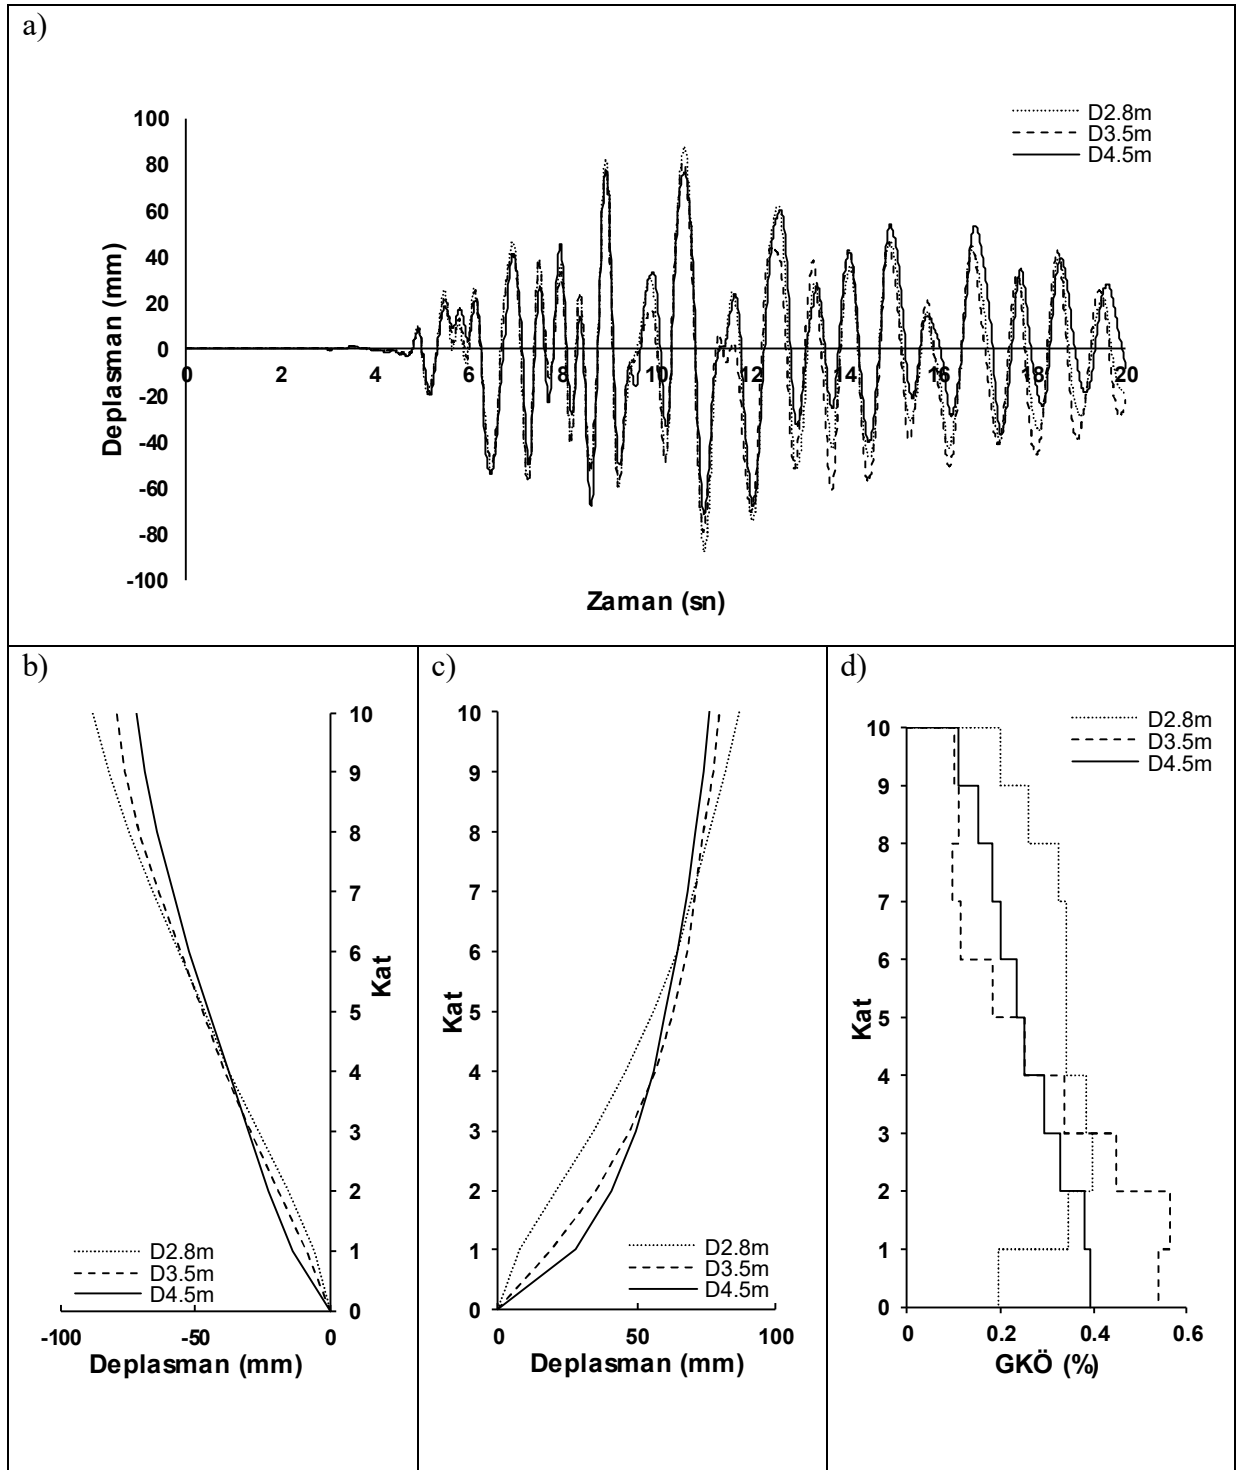 a)
D2.8m
D3.5m
D4.5m
100
80
60
40
20
0
-20
-40
-60
-80
-100
Deplasman (mm)
0 2 4 6 8 10 12 14 16 18 20
Zaman (sn)
b)
10
9
8
7
6
5
4
3
2
1
0
Kat
D2.8m
D3.5m
D4.5m
-100 -50 0
Deplasman (mm)
c)
10
9
8
7
6
5
4
3
2
1
0
Kat
D2.8m
D3.5m
D4.5m
0 50 100
Deplasman (mm)
d)
D2.8m
D3.5m
D4.5m
10
9
8
7
6
5
4
3
2
1
0
Kat
0 0.2 0.4 0.6
GKÖ (%)